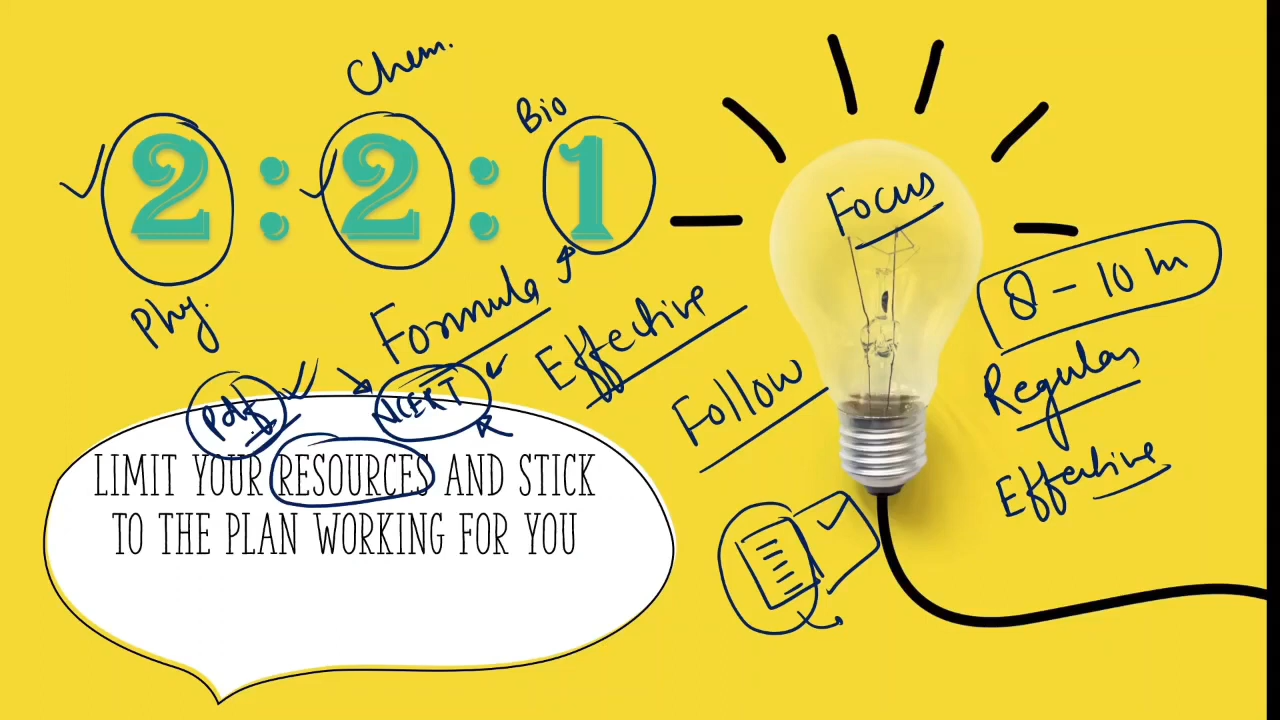 Chem.
Bio
2 : 2 : 1
Phy.
Formula
Effective
Focus
8 - 10 hr
Regular
Effective
Follow
NCERT
LIMIT YOUR RESOURCES AND STICK
TO THE PLAN WORKING FOR YOU